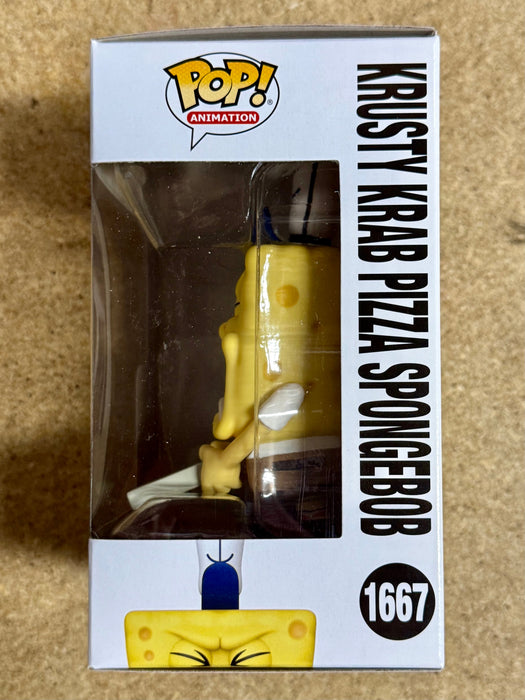 POP!
ANIMATION
KRUSTY KRAB PIZZA SPONGEBOB
1667